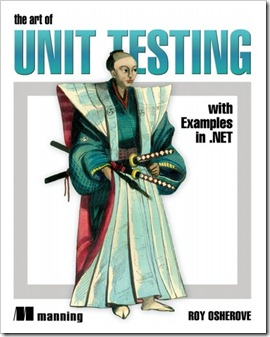 the art of
UNIT TESTING
with
Examples
in .NET
manning
ROY OSHEROVE